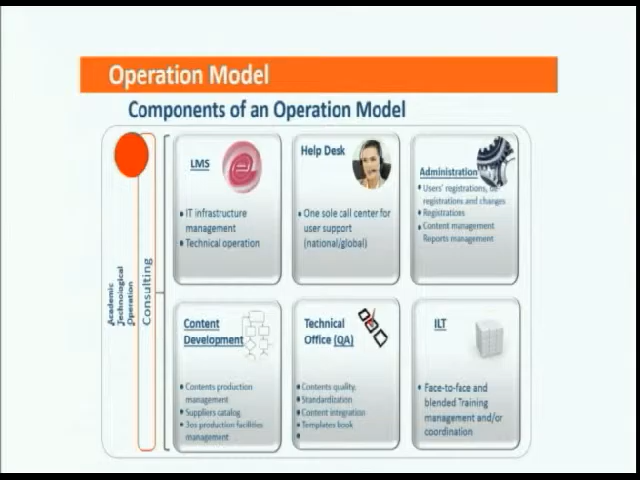 Operation Model
Components of an Operation Model
Academic
Technological
Operation
Consulting
LMS
• IT infrastructure
management
• Technical operation
Help Desk
• One sole call center for
user support
(national/global)
Administration
• Users' registrations, de
registrations and changes
• Registrations
• Content management
Reports management
Content
Development
• Contents production
management
• Suppliers catalog
production facilities
management
Technical
Office (QA)
• Contents quality.
• Standardization
• Content integration
• Templates book
•
ILT
• Face-to-face and
blended Training
management and/or
coordination